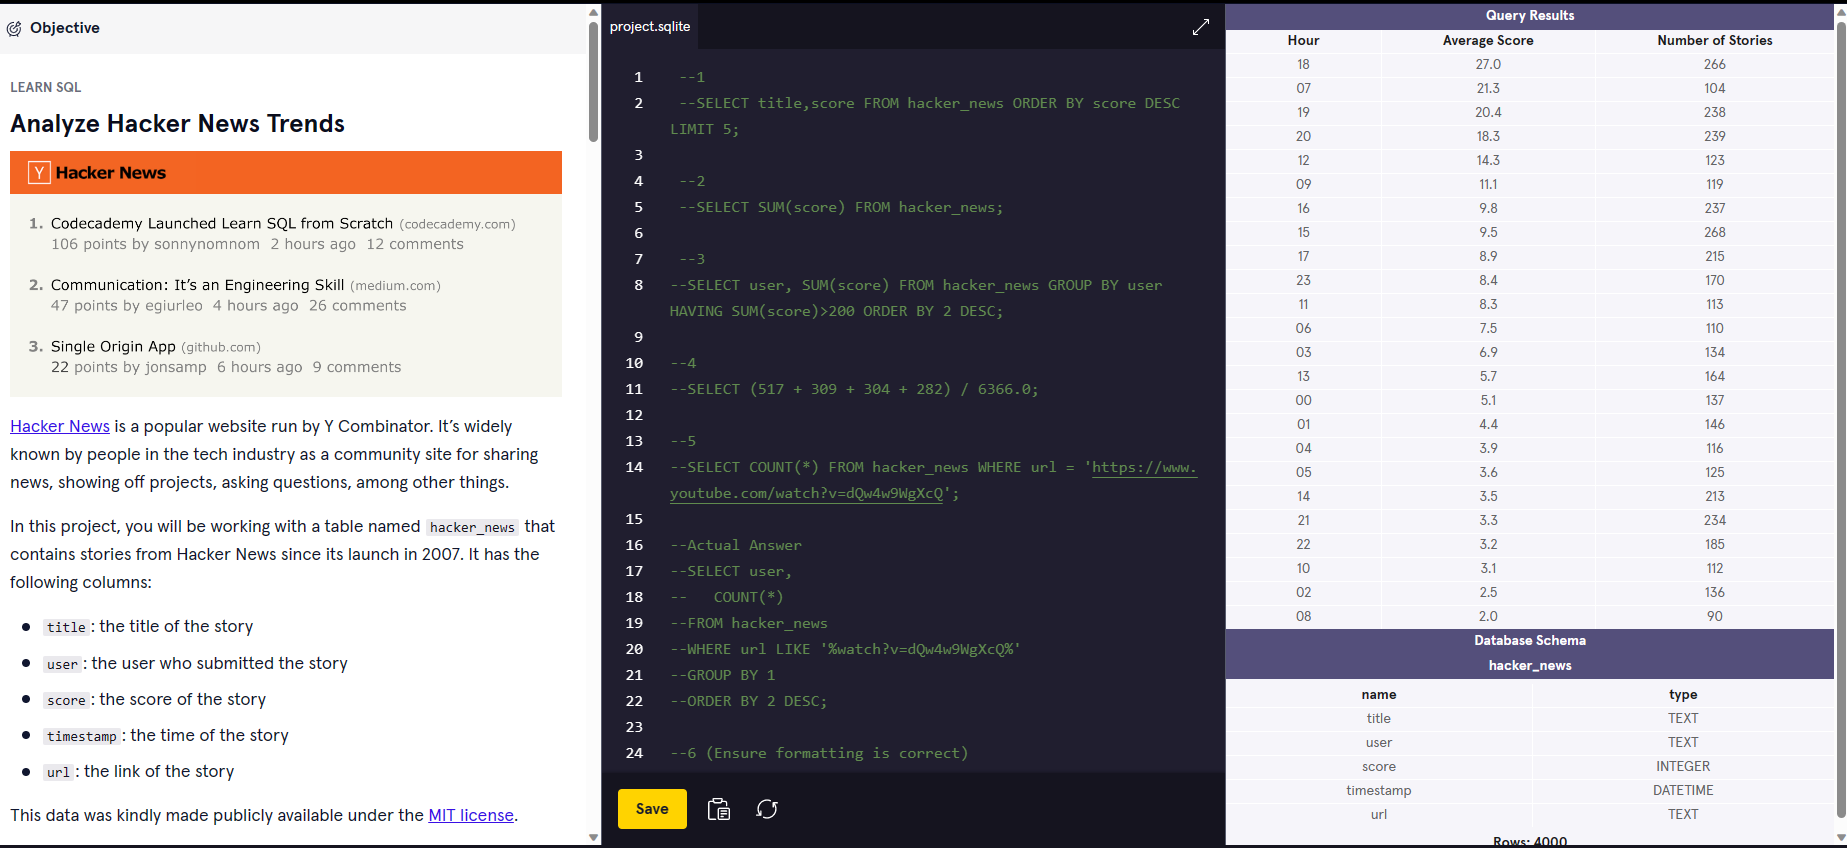 Objective
LEARN SQL
Analyze Hacker News Trends
Y Hacker News
1. Codecademy Launched Learn SQL from Scratch (codecademy.com)
106 points by sonnynomnom 2 hours ago 12 comments
2. Communication: It's an Engineering Skill (medium.com)
47 points by egiurleo 4 hours ago 26 comments
3. Single Origin App (github.com)
22 points by jonsamp 6 hours ago 9 comments
Hacker News is a popular website run by Y Combinator. It's widely
known by people in the tech industry as a community site for sharing
news, showing off projects, asking questions, among other things.
In this project, you will be working with a table named hacker_news that
contains stories from Hacker News since its launch in 2007. It has the
following columns:
• title: the title of the story
• user: the user who submitted the story
• score: the score of the story
• timestamp: the time of the story
• url: the link of the story
This data was kindly made publicly available under the MIT license.
project.sqlite
1 --1
2 --SELECT title,score FROM hacker_news ORDER BY score DESC
LIMIT 5;
3
4 --2
5 --SELECT SUM(score) FROM hacker_news;
6
7 --3
8 --SELECT user, SUM(score) FROM hacker_news GROUP BY user
HAVING SUM(score)>200 ORDER BY 2 DESC;
9
10 --4
11 --SELECT (517 + 309 + 304 + 282) / 6366.0;
12
13 --5
14 --SELECT COUNT(*) FROM hacker_news WHERE url = 'https://www.
youtube.com/watch?v=dQw4w9WgXcQ';
15
16 --Actual Answer
17 --SELECT user,
18 -- COUNT(*)
19 --FROM hacker_news
20 --WHERE url LIKE '%watch?v=dQw4w9WgXcQ%'
21 --GROUP BY 1
22 --ORDER BY 2 DESC;
23
24 --6 (Ensure formatting is correct)
Save
Query Results
Hour Average Score Number of Stories
18 27.0 266
07 21.3 104
19 20.4 238
20 18.3 239
12 14.3 123
09 11.1 119
16 9.8 237
15 9.5 268
17 8.9 215
23 8.4 170
11 8.3 113
06 7.5 110
03 6.9 134
13 5.7 164
00 5.1 137
01 4.4 146
04 3.9 116
05 3.6 125
14 3.5 213
21 3.3 234
22 3.2 185
10 3.1 112
02 2.5 136
08 2.0 90
Database Schema
hacker_news
name type
title TEXT
user TEXT
score INTEGER
timestamp DATETIME
url TEXT
Rows: 4000